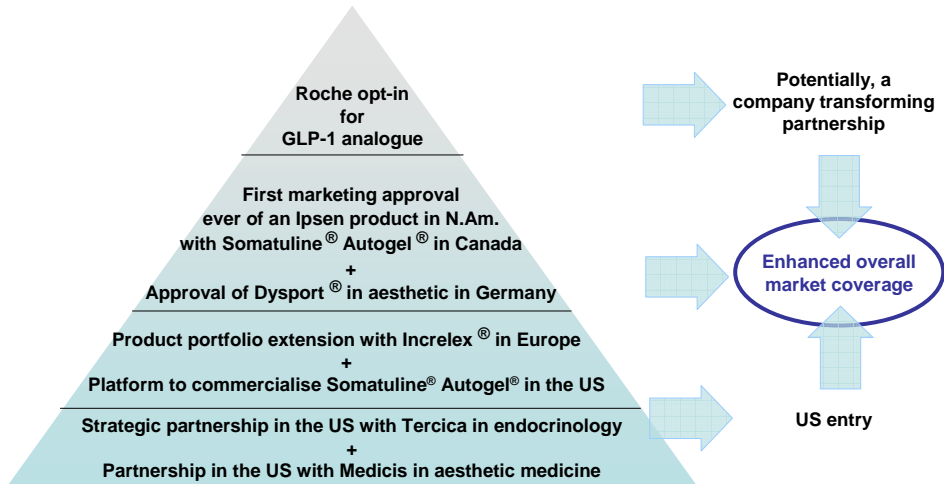 Roche opt-in
for
GLP-1 analogue
First marketing approval
ever of an Ipsen product in N.Am.
with Somatuline ® Autogel ® in Canada
+
Approval of Dysport ® in aesthetic in Germany
Product portfolio extension with Increlex ® in Europe
+
Platform to commercialise Somatuline® Autogel® in the US
Strategic partnership in the US with Tercica in endocrinology
+
Partnership in the US with Medicis in aesthetic medicine
Potentially, a
company transforming
partnership
Enhanced overall
market coverage
US entry